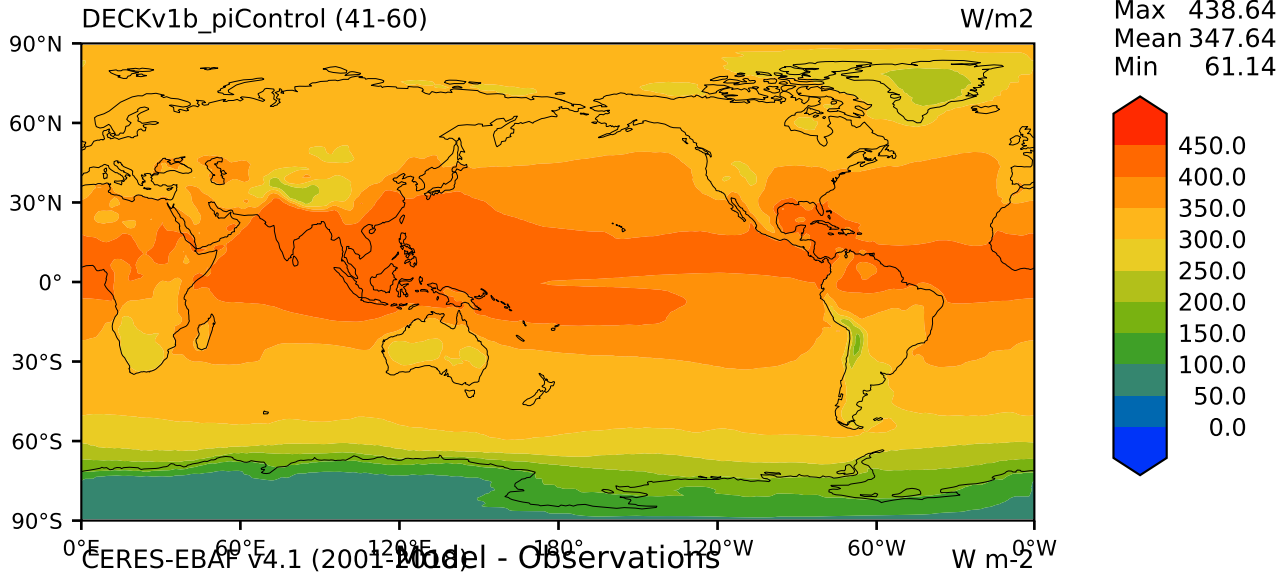 DECKv1b_piControl (41-60) W/m2
Max 438.64
Mean 347.64
Min 61.14
90°N
60°N
30°N
0°
30°S
60°S
90°S
450.0
400.0
350.0
300.0
250.0
200.0
150.0
100.0
50.0
0.0
0°E 60°E 120°E 180° 120°W 60°W 0°W
CERES-EBAF v4.1 (2001-2018) Model - Observations W m-2